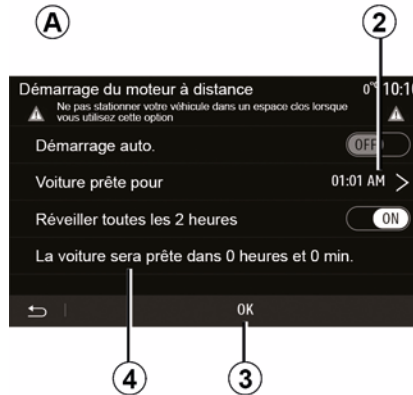 A
2
Démarrage du moteur à distance
0°C 10:10
Ne pas stationner votre véhicule dans un espace clos lorsque
vous utilisez cette option
Démarrage auto.
OFF
Voiture prête pour
01:01 AM >
Réveiller toutes les 2 heures
ON
La voiture sera prête dans 0 heures et 0 min.
OK
4
3